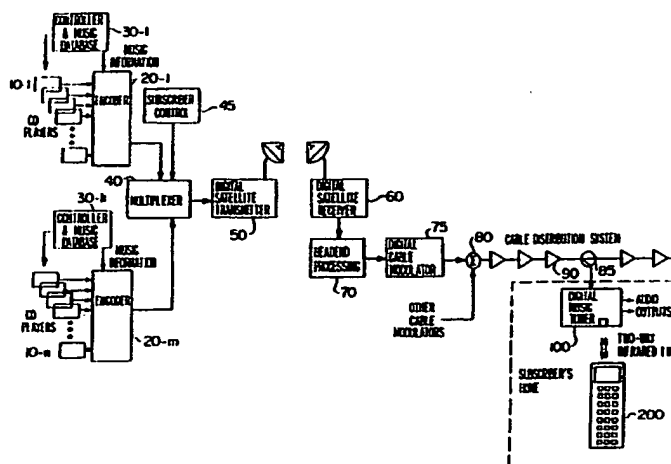 CONTROLLER
& MUSIC
DATABASE
30-1
MUSIC
INFORMATION
20-1
10-1
ENCODER
SUBSCRIBER
CONTROL
45
CD
PLAYERS
40
MULTIPLEXER
DIGITAL
SATELLITE
TRANSMITTER
50
DIGITAL
SATELLITE
RECEIVER
60
30-k
CONTROLLER
& MUSIC
DATABASE
MUSIC
INFORMATION
ENCODER
CD
PLAYERS
10-n
20-m
HEADEND
PROCESSING
70
75
DIGITAL
CABLE
MODULATOR
80
CABLE DISTRIBUTION SYSTEM
90
85
OTHER
CABLE
MODULATORS
DIGITAL
MUSIC
TUNER
100
AUDIO
OUTPUTS
TWO-WAY
INFRARED
SUBSCRIBER'S
HOME
200